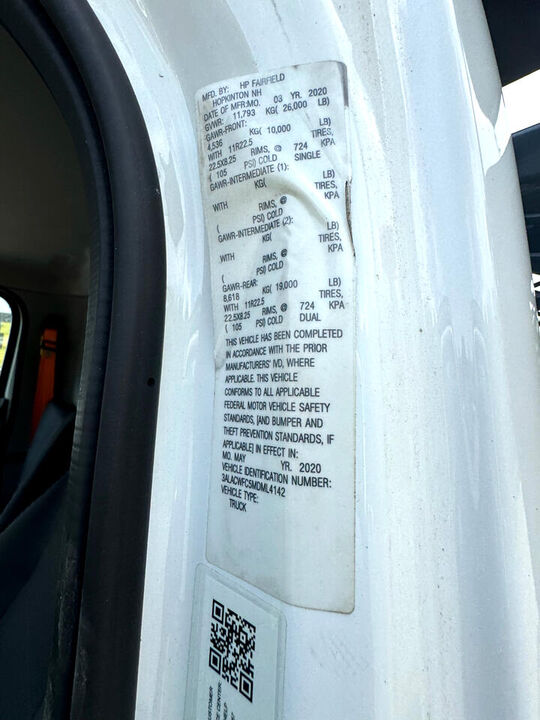 MFD. BY: HP FAIRFIELD
HOPKINTON NH
DATE OF MFR:MO. 03 YR. 2020
GVWR: 11,793 KG( 26,000 LB)
GAWR-FRONT:
4,536 KG( 10,000 LB)
WITH 11R22.5 TIRES,
22.5X8.25 RIMS, @ 724 KPA
( 105 PSI) COLD SINGLE
GAWR-INTERMEDIATE (1):
KG( LB)
WITH TIRES,
RIMS, @ KPA
( PSI) COLD
GAWR-INTERMEDIATE (2):
KG( LB)
WITH TIRES,
RIMS, @ KPA
( PSI) COLD
GAWR-REAR:
8,618 KG( 19,000 LB)
WITH 11R22.5 TIRES,
22.5X8.25 RIMS, @ 724 KPA
( 105 PSI) COLD DUAL
THIS VEHICLE HAS BEEN COMPLETED
IN ACCORDANCE WITH THE PRIOR
MANUFACTURERS' IVD, WHERE
APPLICABLE. THIS VEHICLE
CONFORMS TO ALL APPLICABLE
FEDERAL MOTOR VEHICLE SAFETY
STANDARDS, [AND BUMPER AND
THEFT PREVENTION STANDARDS, IF
APPLICABLE] IN EFFECT IN:
MO. MAY YR. 2020
VEHICLE IDENTIFICATION NUMBER:
3ALACWFC5MDML4142
VEHICLE TYPE:
TRUCK
CUSTOMER
CENTER